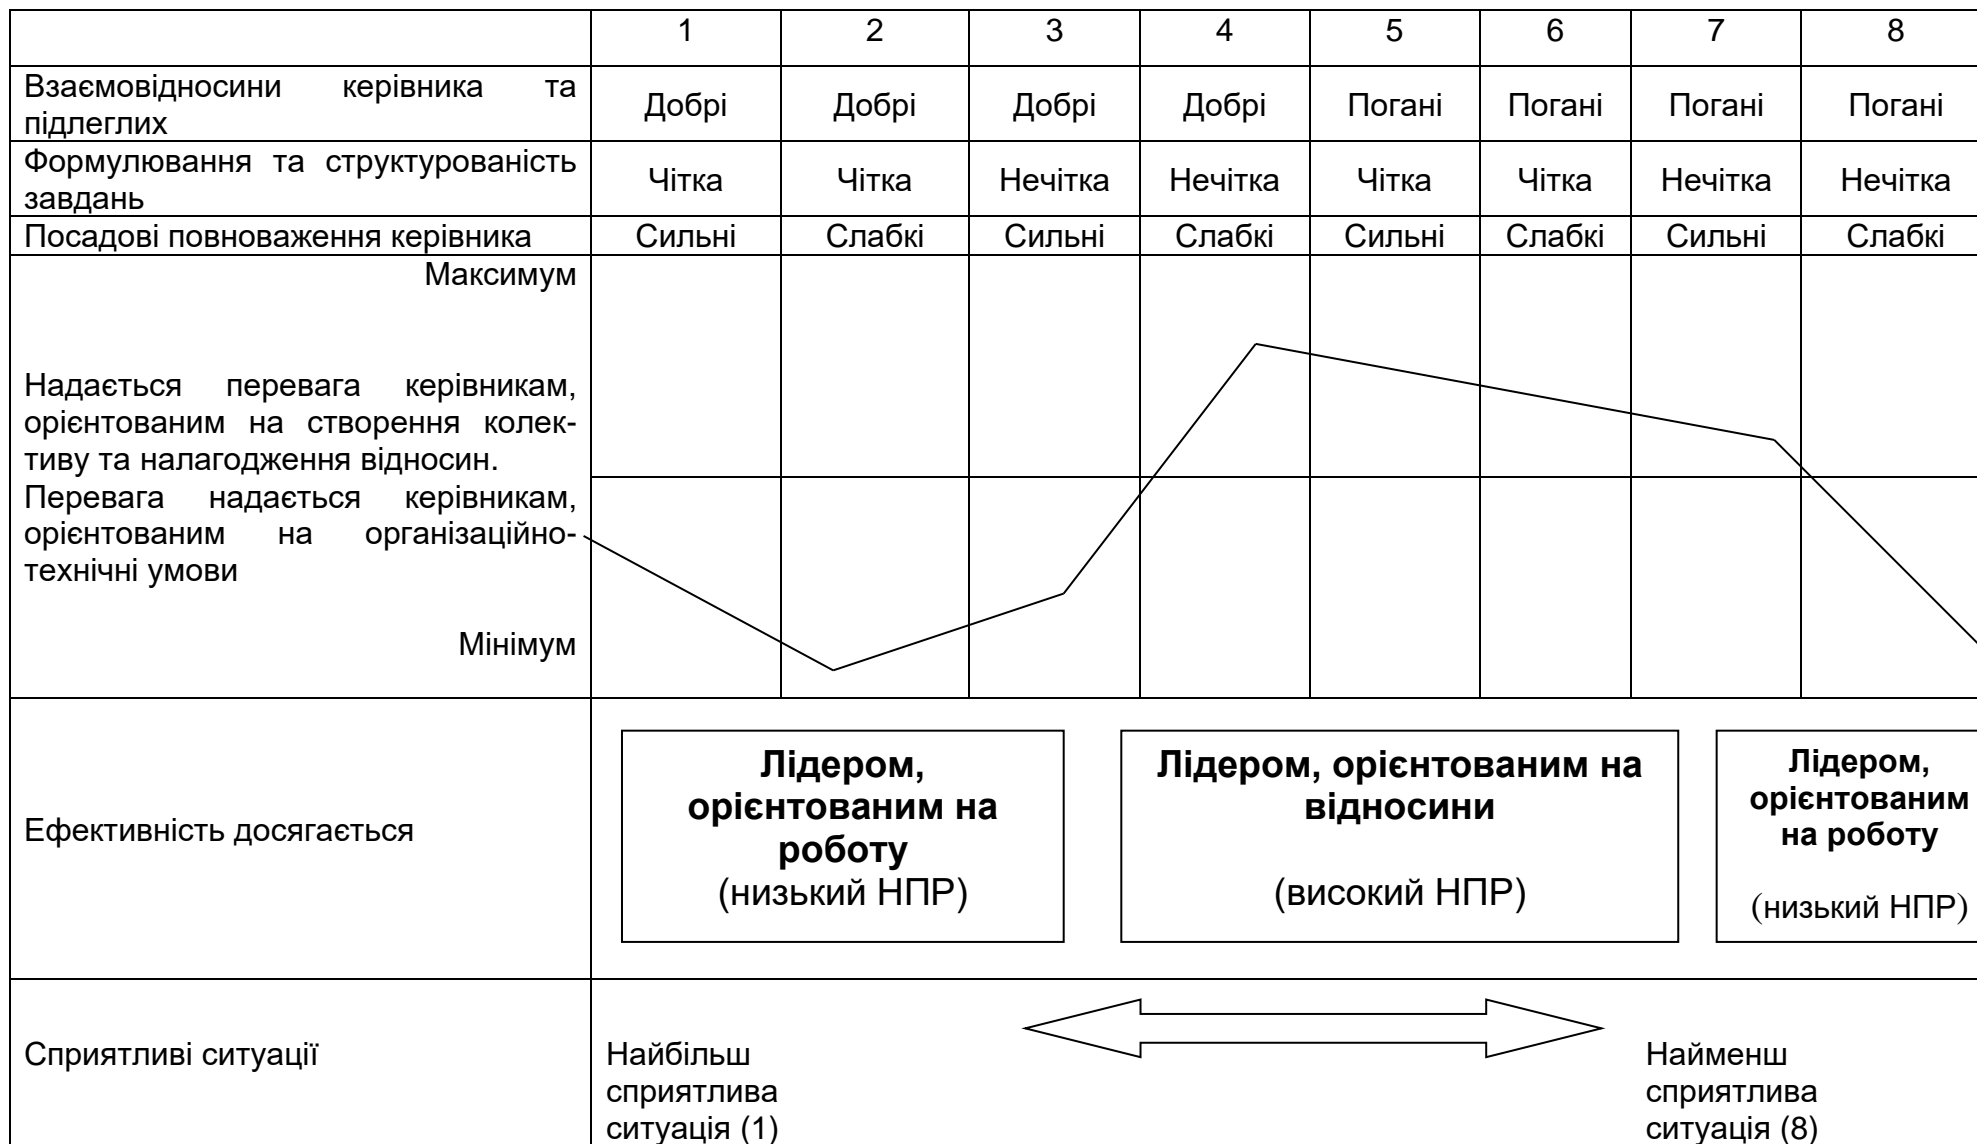 1 2 3 4 5 6 7 8
Взаємовідносини керівника та
підлеглих
Добрі Добрі Добрі Добрі Погані Погані Погані Погані
Формулювання та структурованість
завдань
Чітка Чітка Нечітка Нечітка Чітка Чітка Нечітка Нечітка
Посадові повноваження керівника Сильні Слабкі Сильні Слабкі Сильні Слабкі Сильні Слабкі
Максимум
Надається перевага керівникам,
орієнтованим на створення колек-
тиву та налагодження відносин.
Перевага надається керівникам,
орієнтованим на організаційно-
технічні умови
Мінімум
Ефективність досягається
Лідером,
орієнтованим на
роботу
(низький НПР)
Лідером, орієнтованим на
відносини
(високий НПР)
Лідером,
орієнтованим
на роботу
(низький НПР)
Сприятливі ситуації
Найбільш
сприятлива
ситуація (1)
Найменш
сприятлива
ситуація (8)